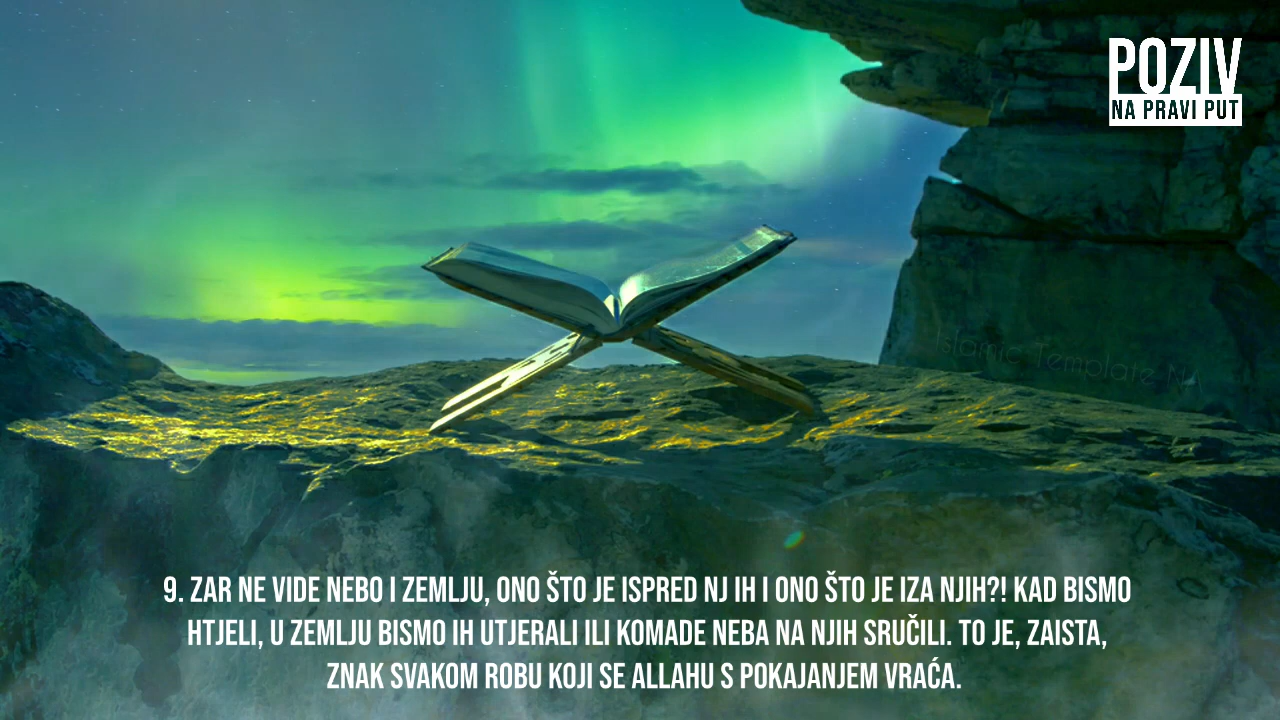 POZIV
NA PRAVI PUT
Islamic Template NA
9. ZAR NE VIDE NEBO I ZEMLJU, ONO ŠTO JE ISPRED NJ IH I ONO ŠTO JE IZA NJIH?! KAD BISMO
HTJELI, U ZEMLJU BISMO IH UTJERALI ILI KOMADE NEBA NA NJIH SRUČILI. TO JE, ZAISTA,
ZNAK SVAKOM ROBU KOJI SE ALLAHU S POKAJANJEM VRAĆA.